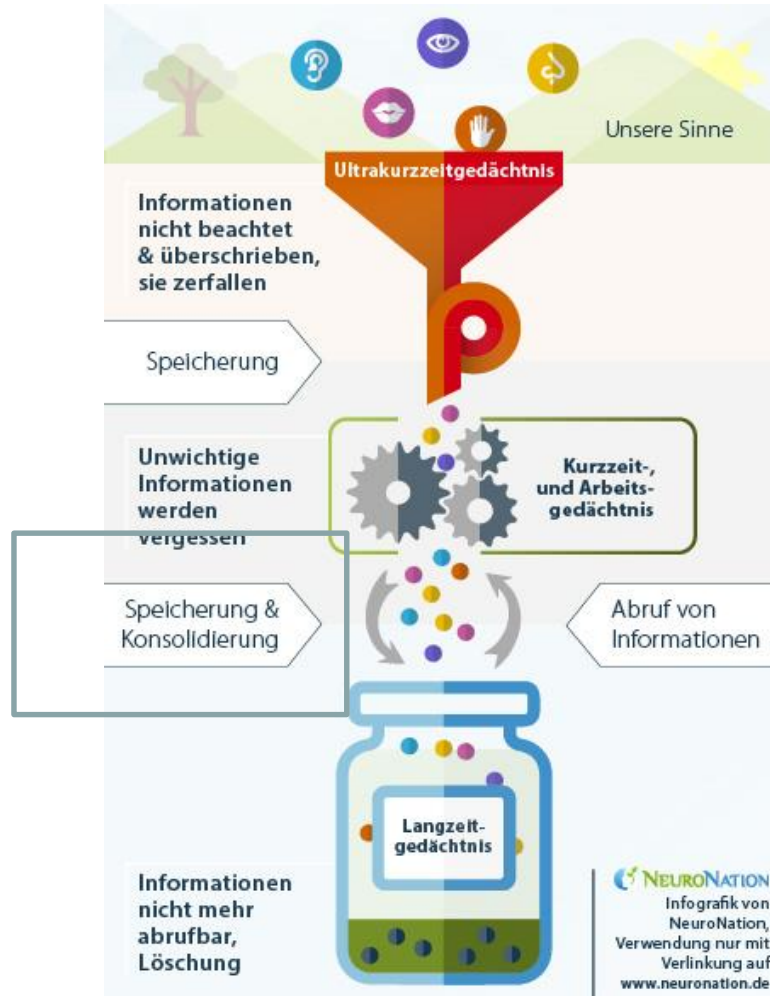 Unsere Sinne
Ultrakurzzeitgedächtnis
Informationen
nicht beachtet
& überschrieben,
sie zerfallen
Speicherung
Unwichtige
Informationen
werden
vergessen
Kurzzeit-,
und Arbeits-
gedächtnis
Speicherung &
Konsolidierung
Abruf von
Informationen
Langzeit-
gedächtnis
Informationen
nicht mehr
abrufbar,
Löschung
NEURONATION
Infografik von
NeuroNation,
Verwendung nur mit
Verlinkung auf
www.neuronation.de